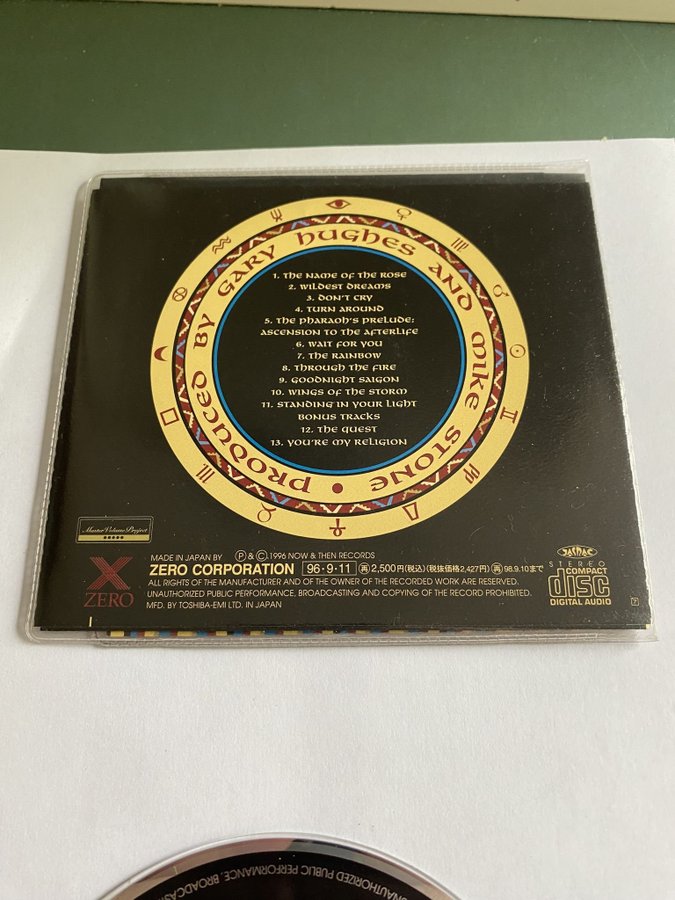 PRODUCED BY GARY HUGHES AND MIKE STONE •
1. THE NAME OF THE ROSE
2. WILDEST DREAMS
3. DON'T CRY
4. TURN AROUND
5. THE PHARAOH'S PRELUDE:
ASCENSION TO THE AFTERLIFE
6. WAIT FOR YOU
7. THE RAINBOW
8. THROUGH THE FIRE
9. GOODNIGHT SAIGON
10. WINGS OF THE STORM
11. STANDING IN YOUR LIGHT
BONUS TRACKS
12. THE QUEST
13. YOU'RE MY RELIGION
MasterVolumeProject
X
ZERO
MADE IN JAPAN BY Ⓟ & Ⓒ 1996 NOW & THEN RECORDS
ZERO CORPORATION 96・9・11 再 2,500円(税込)(税抜価格2,427円) 再 98.9.10まで
ALL RIGHTS OF THE MANUFACTURER AND OF THE OWNER OF THE RECORDED WORK ARE RESERVED.
UNAUTHORIZED PUBLIC PERFORMANCE, BROADCASTING AND COPYING OF THE RECORD PROHIBITED.
MFD. BY TOSHIBA-EMI LTD. IN JAPAN
JASRAC
STEREO
COMPACT
disc
DIGITAL AUDIO
UNAUTHORIZED PUBLIC PERFORMANCE, BROADCAS